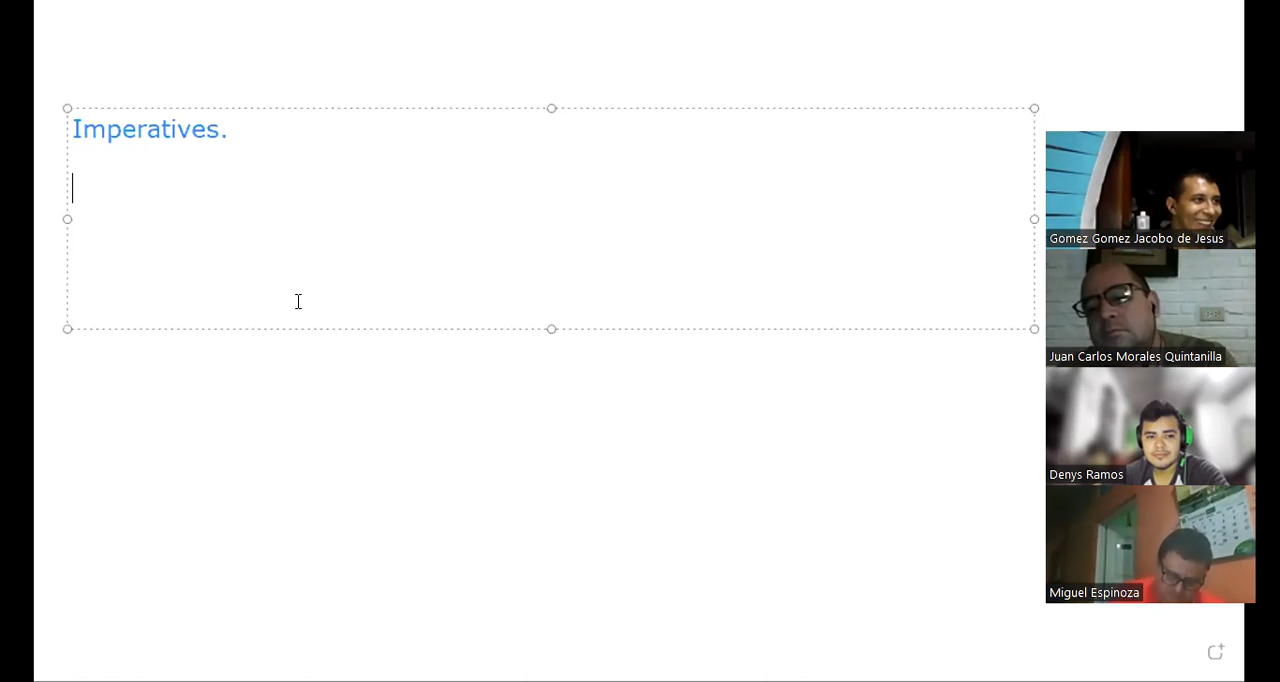 Imperatives.
Gomez Gomez Jacobo de Jesus
Juan Carlos Morales Quintanilla
Denys Ramos
Miguel Espinoza